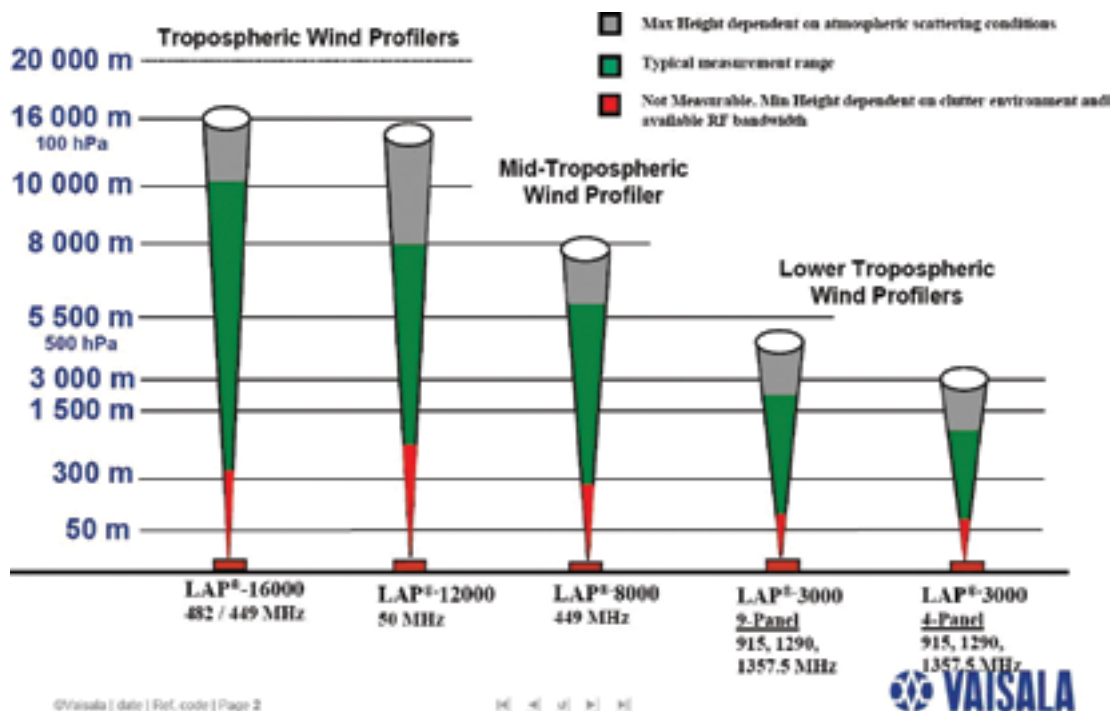 Tropospheric Wind Profilers
Max Height dependent on atmospheric scattering conditions
Typical measurement range
Not Measurable. Min Height dependent on clutter environment and/
available RF bandwidth
20 000 m
16 000 m
100 hPa
10 000 m
8 000 m
5 500 m
500 hPa
3 000 m
1 500 m
300 m
50 m
Mid-Tropospheric
Wind Profiler
Lower Tropospheric
Wind Profilers
LAP®-16000
482 / 449 MHz
LAP®-12000
50 MHz
LAP®-8000
449 MHz
LAP®-3000
9-Panel
915, 1290,
1357.5 MHz
LAP®-3000
4-Panel
915, 1290,
1357.5 MHz
©Vaisala | date | Ref. code | Page 2
VAISALA